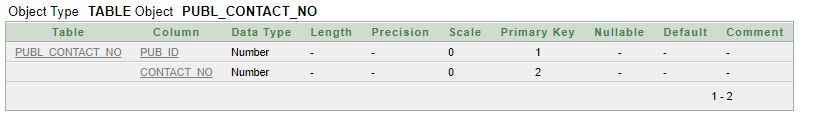 Object Type TABLE Object PUBL_CONTACT_NO
Table Column Data Type Length Precision Scale Primary Key Nullable Default Comment
PUBL_CONTACT_NO PUB_ID Number - - 0 1 - - -
CONTACT_NO Number - - 0 2 - - -
1 - 2